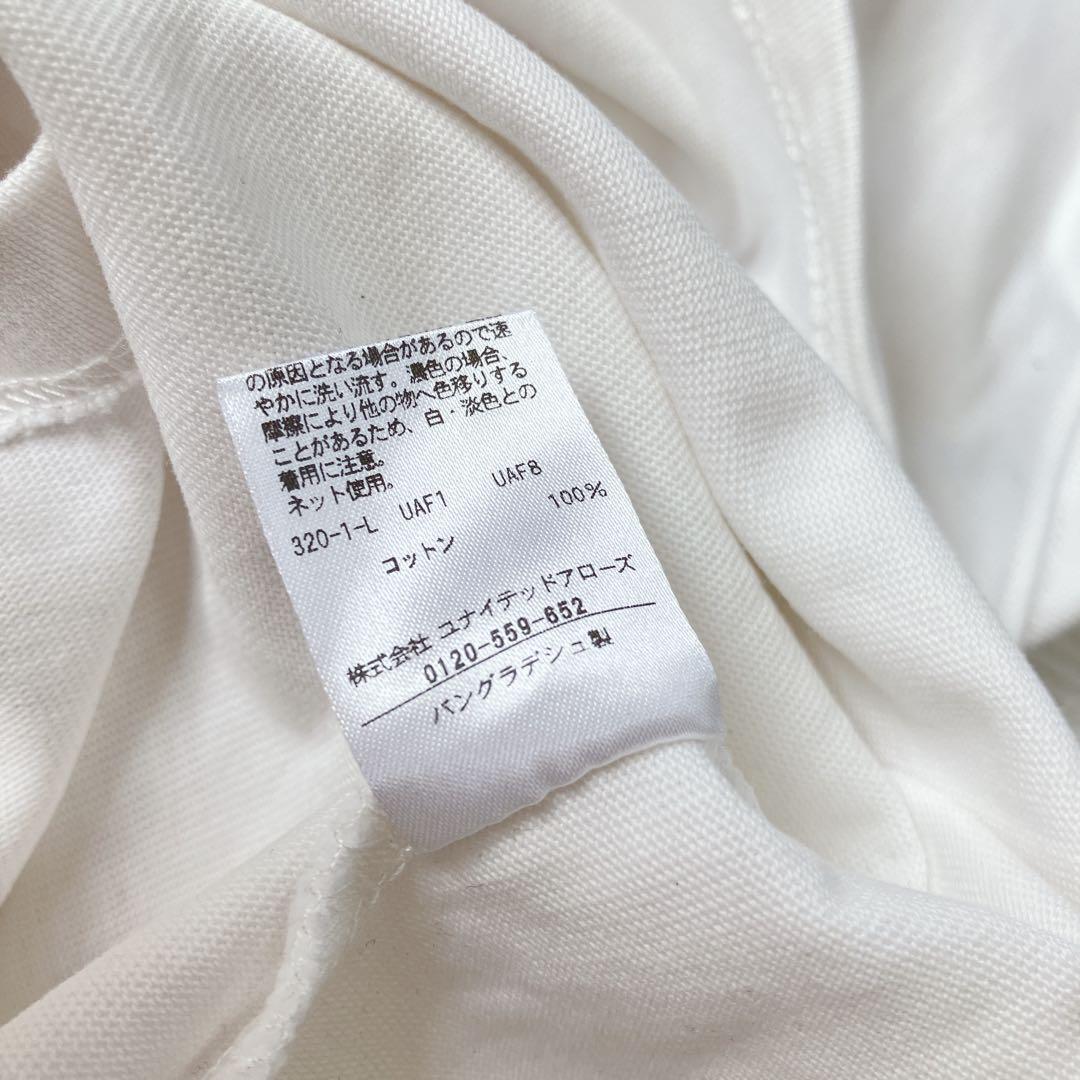 の原因となる場合があるので速
やかに洗い流す。濃色の場合、
摩擦により他の物へ色移りする
ことがあるため、白・淡色との
着用に注意。
ネット使用。
320-1-L UAF1 UAF8
コットン 100%
株式会社 ユナイテッドアローズ
0120-559-652
バングラデシュ製